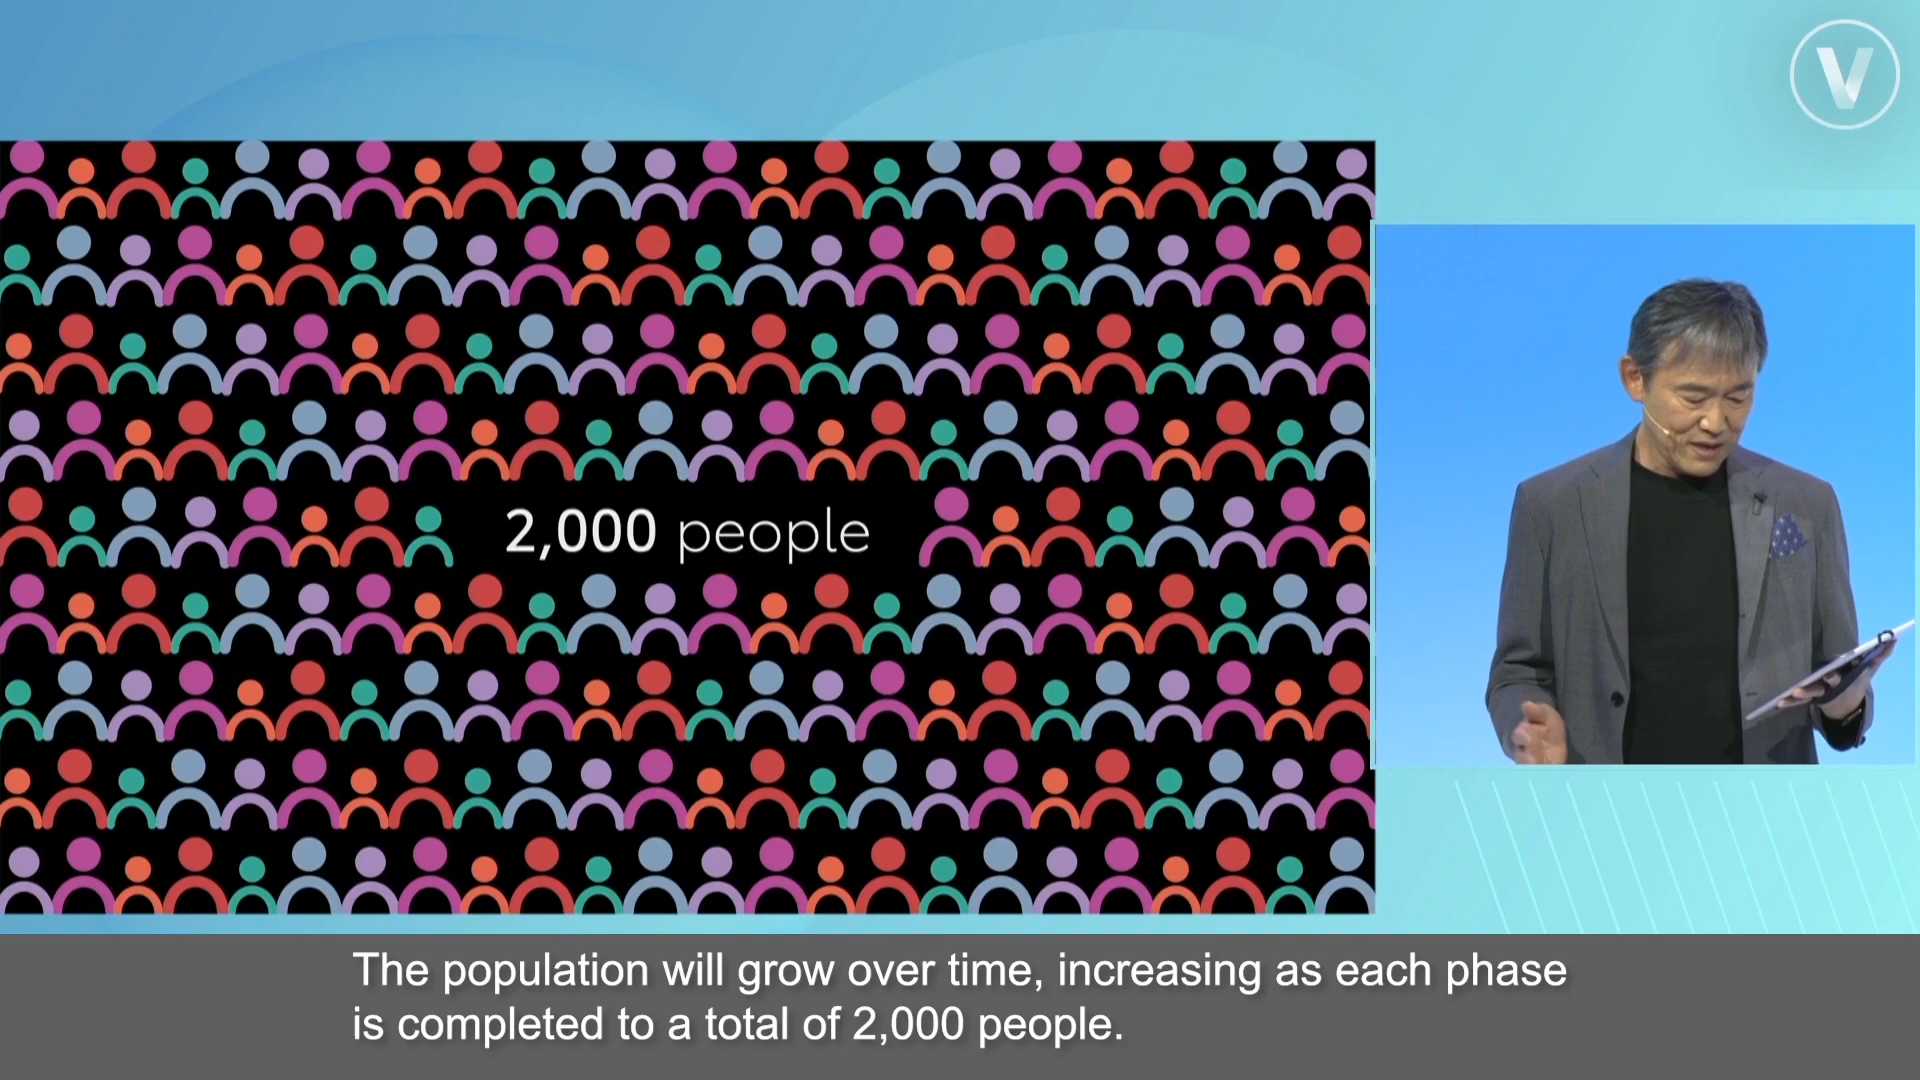 V
2,000 people
The population will grow over time, increasing as each phase
is completed to a total of 2,000 people.